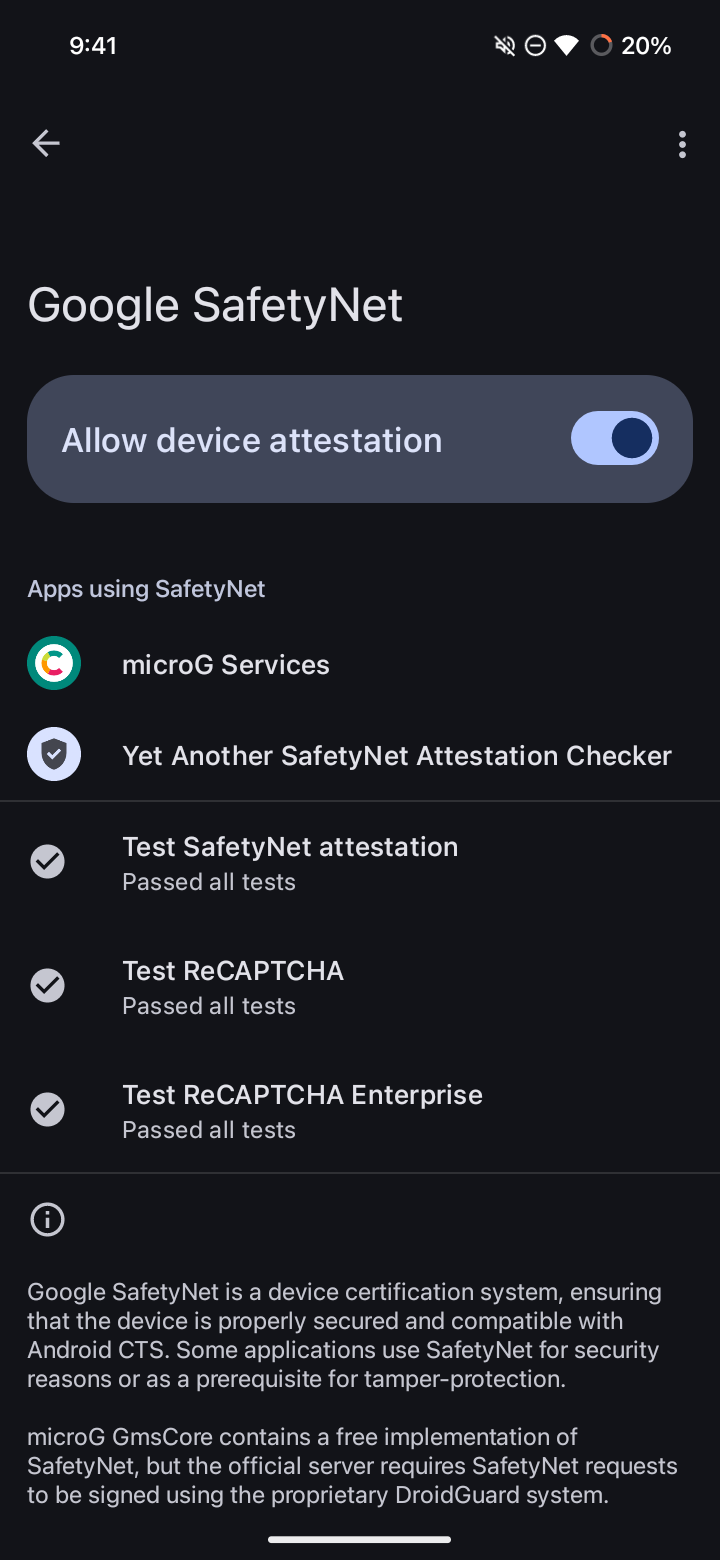 9:41
20%
Google SafetyNet
Allow device attestation
Apps using SafetyNet
microG Services
Yet Another SafetyNet Attestation Checker
Test SafetyNet attestation
Passed all tests
Test ReCAPTCHA
Passed all tests
Test ReCAPTCHA Enterprise
Passed all tests
Google SafetyNet is a device certification system, ensuring
that the device is properly secured and compatible with
Android CTS. Some applications use SafetyNet for security
reasons or as a prerequisite for tamper-protection.
microG GmsCore contains a free implementation of
SafetyNet, but the official server requires SafetyNet requests
to be signed using the proprietary DroidGuard system.